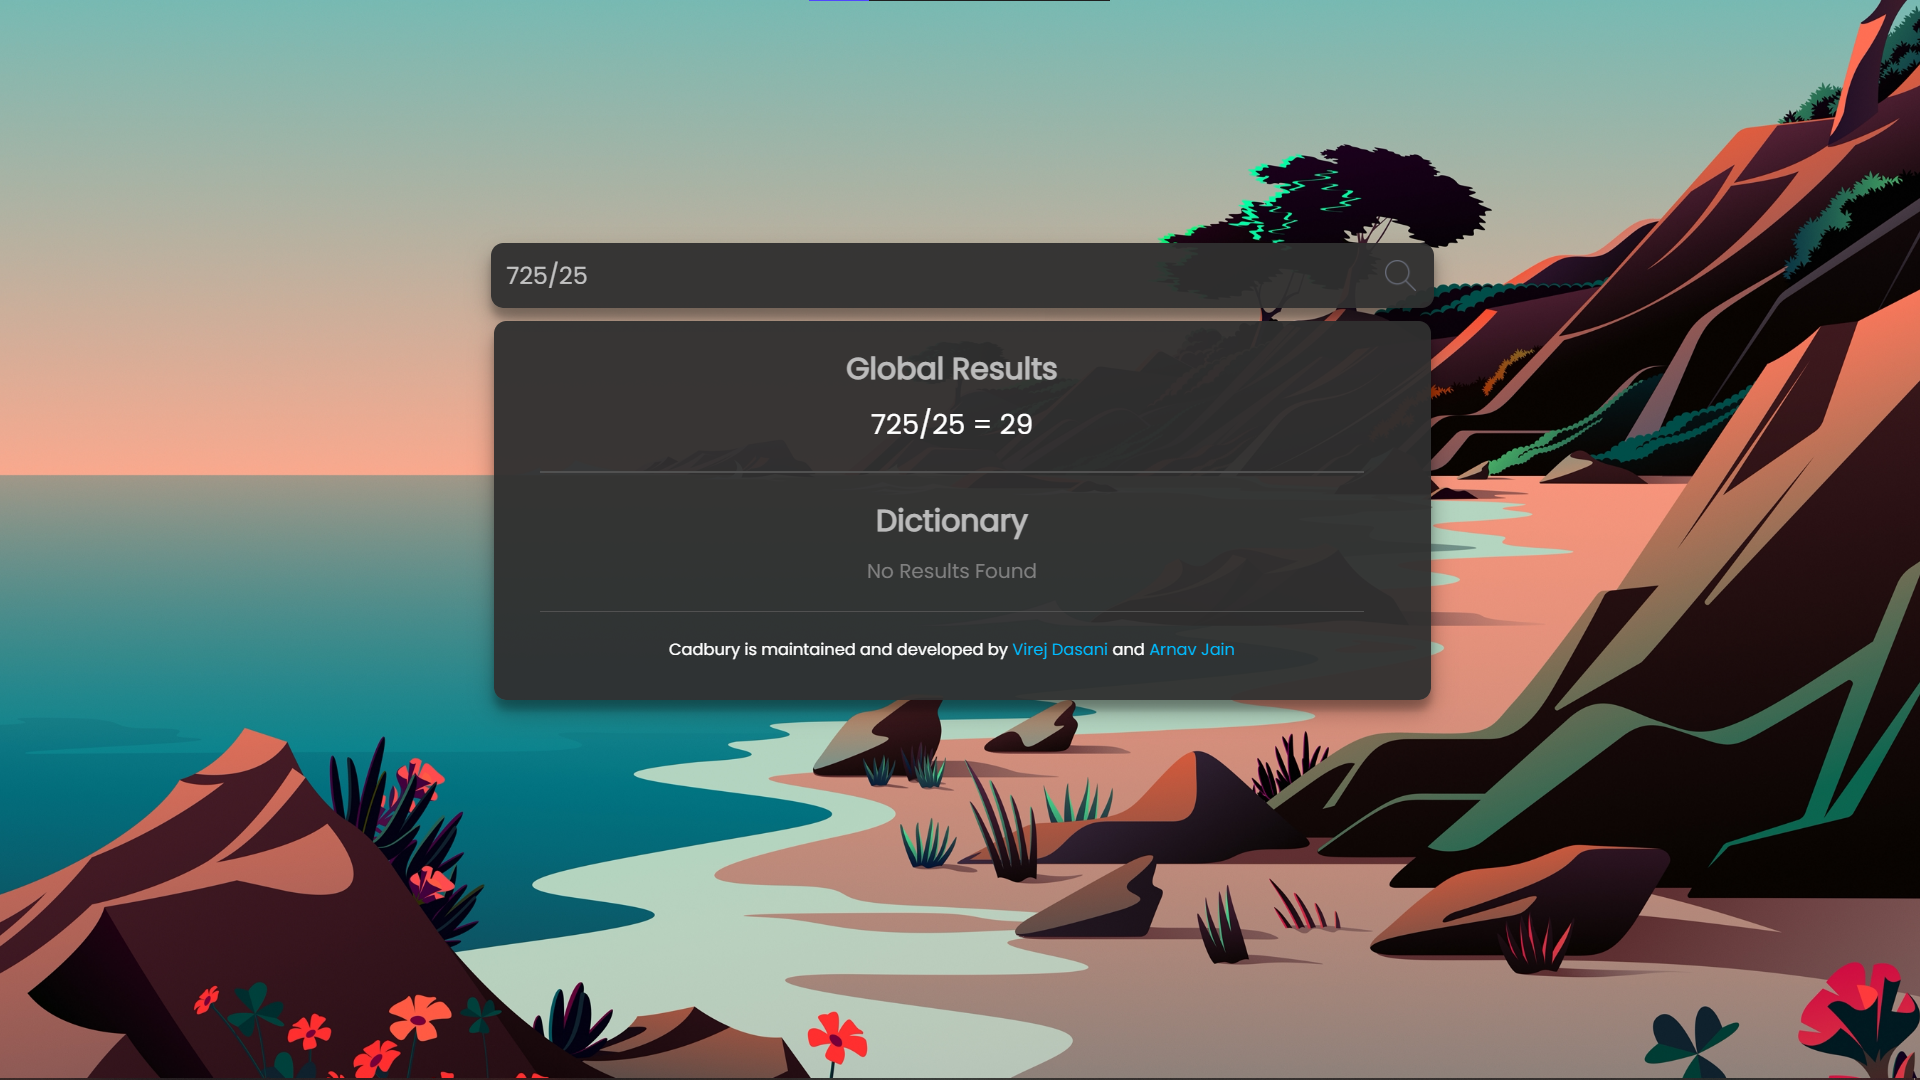 725/25
Global Results
725/25 = 29
Dictionary
No Results Found
Cadbury is maintained and developed by Virej Dasani and Arnav Jain